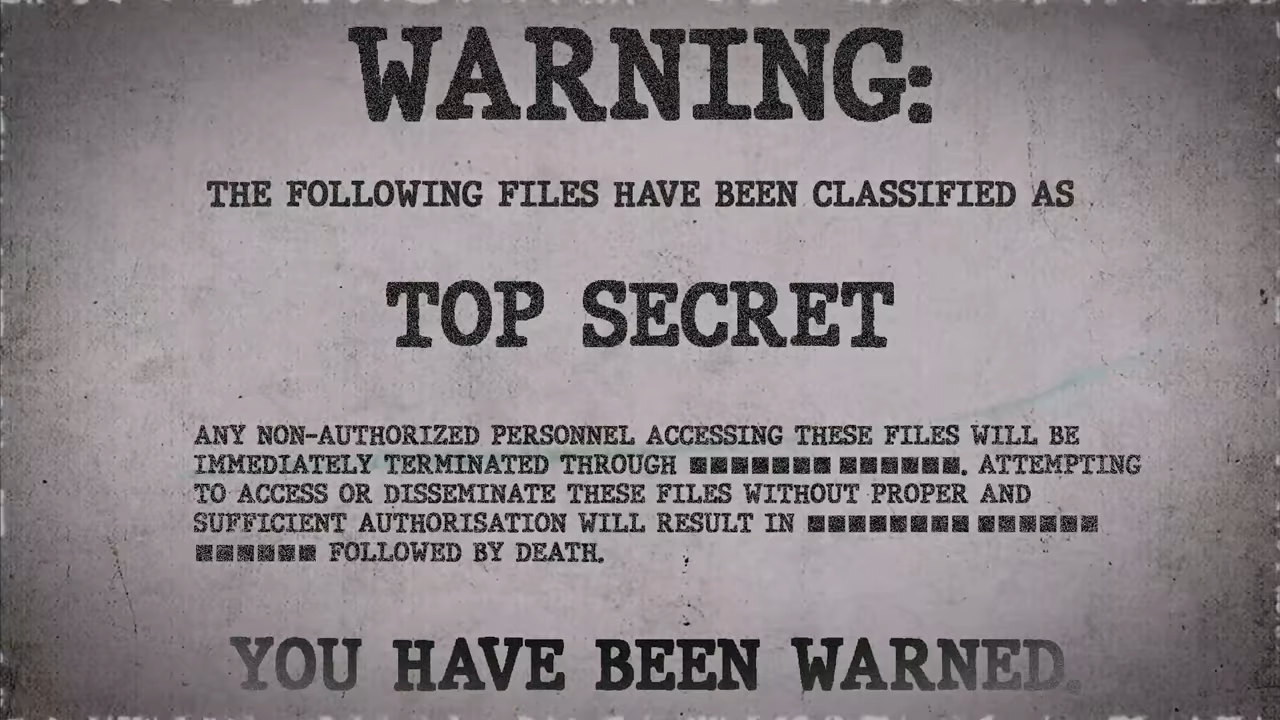 WARNING:
THE FOLLOWING FILES HAVE BEEN CLASSIFIED AS
TOP SECRET
ANY NON-AUTHORIZED PERSONNEL ACCESSING THESE FILES WILL BE
IMMEDIATELY TERMINATED THROUGH ■■■■■■■ ■■■■■■. ATTEMPTING
TO ACCESS OR DISSEMINATE THESE FILES WITHOUT PROPER AND
SUFFICIENT AUTHORISATION WILL RESULT IN ■■■■■■■■ ■■■■■■
■■■■■■ FOLLOWED BY DEATH.
YOU HAVE BEEN WARNED.